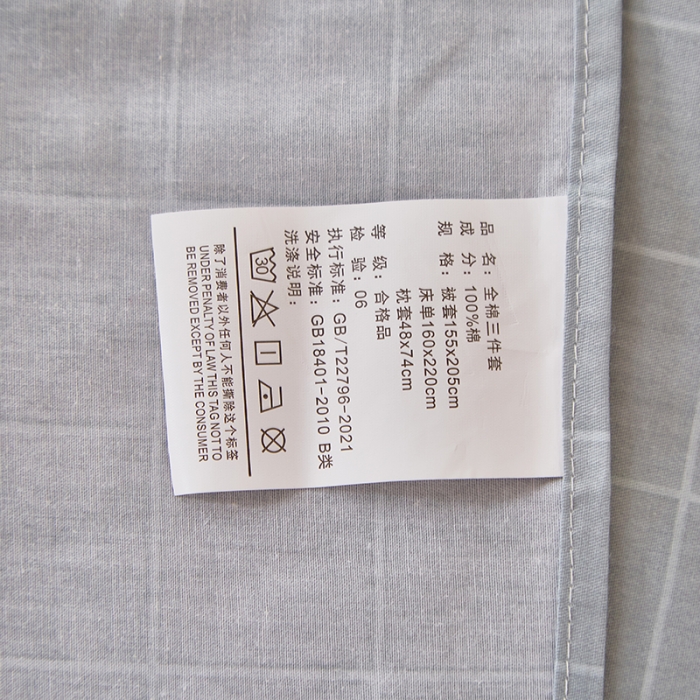 品 名：全棉三件套
成 分：100%棉
规 格：被套155x205cm
床单160x220cm
枕套48x74cm
等 级：合格品
检 验：06
执行标准：GB/T22796-2021
安全标准：GB18401-2010 B类
洗涤说明：
30
除了消费者以外任何人不能撕除这个标签
UNDER PENALTY OF LAW THIS TAG NOT TO
BE REMOVED EXCEPT BY THE CONSUMER